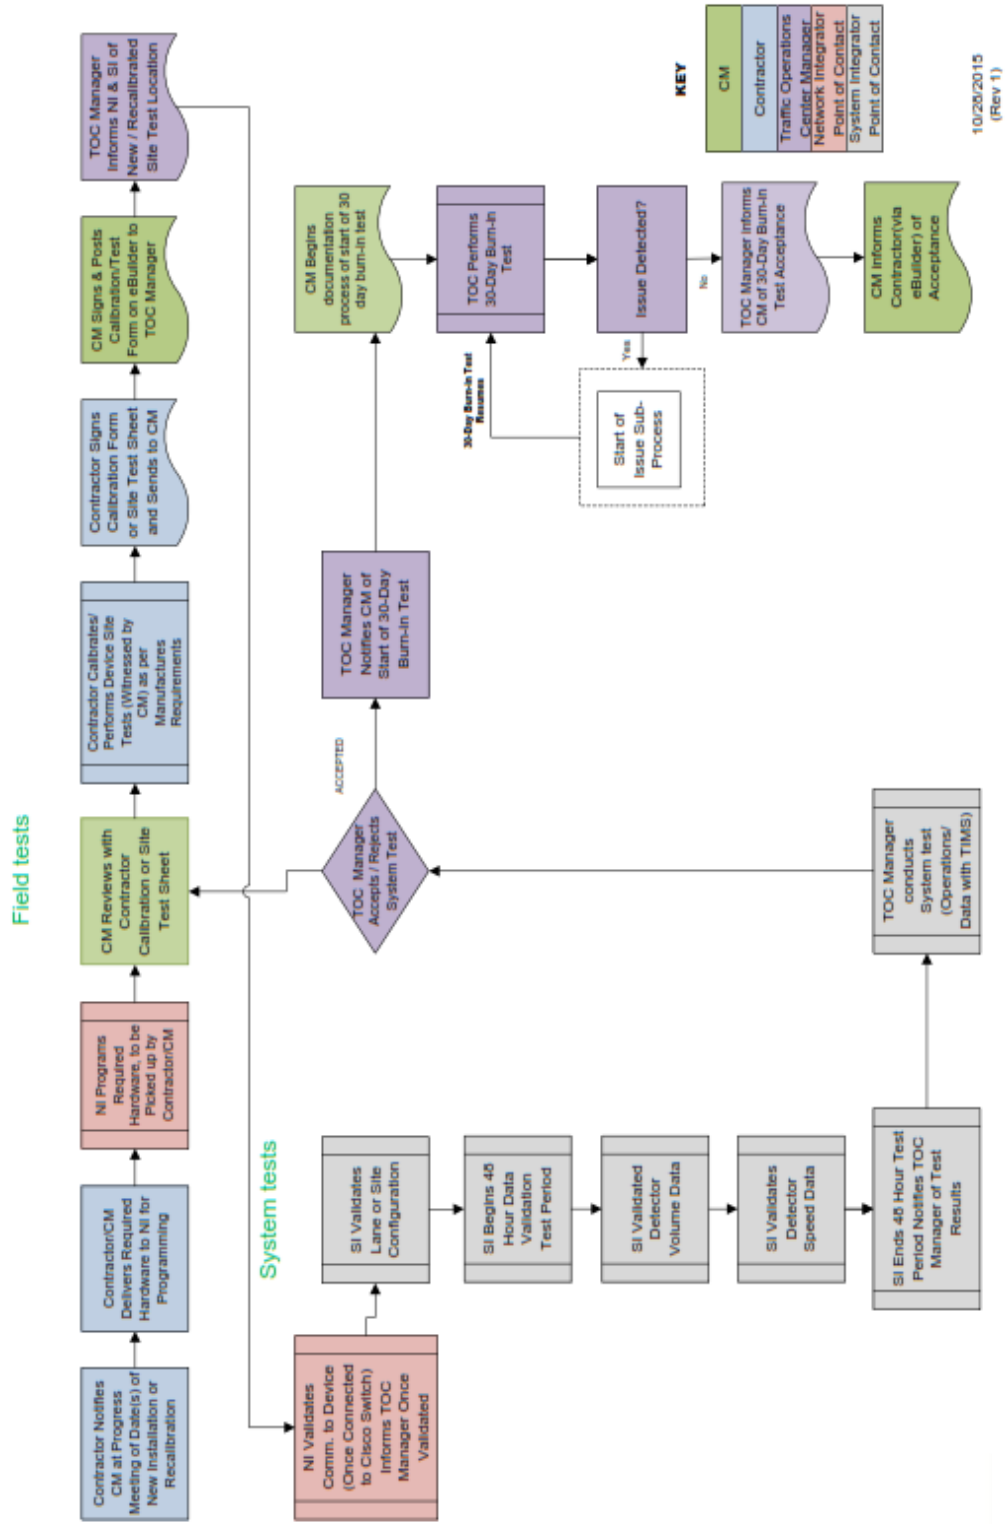 Field tests
Contractor Notifies
CM at Progress
Meeting of Date(s) of
New Installation or
Recalibration
Contractor/CM
Delivers Required
Hardware to NI for
Programming
NI Programs
Required
Hardware, to be
Picked up by
Contractor/CM
CM Reviews with
Contractor
Calibration or Site
Test Sheet
Contractor Calibrates/
Performs Device Site
Tests (Witnessed by
CM) as per
Manufactures
Requirements
Contractor Signs
Calibration Form
or Site Test Sheet
and Sends to CM
CM Signs & Posts
Calibration/Test
Form on eBuilder to
TOC Manager
TOC Manager
Informs NI & SI of
New / Recalibrated
Site Test Location
System tests
NI Validates
Comm. to Device
(Once Connected
to Cisco Switch)
Informs TOC
Manager Once
Validated
SI Validates
Lane or Site
Configuration
SI Begins 48
Hour Data
Validation
Test Period
SI Validated
Detector
Volume Data
SI Validates
Detector
Speed Data
SI Ends 48 Hour Test
Period Notifies TOC
Manager of Test
Results
TOC Manager
conducts
System test
(Operations/
Data with TIMS)
TOC Manager
Accepts / Rejects
System Test
ACCEPTED
TOC Manager
Notifies CM of
Start of 30-Day
Burn-In Test
CM Begins
documentation
process of start of 30
day burn-in test
TOC Performs
30-Day Burn-In
Test
30-Day Burn-In Test
Resumes
Issue Detected?
Yes
Start of
Issue Sub-
Process
No
TOC Manager Informs
CM of 30-Day Burn-In
Test Acceptance
CM Informs
Contractor(via
eBuilder) of
Acceptance
KEY
CM
Contractor
Traffic Operations
Center Manager
Network Integrator
Point of Contact
System Integrator
Point of Contact
10/26/2015
(Rev 1)